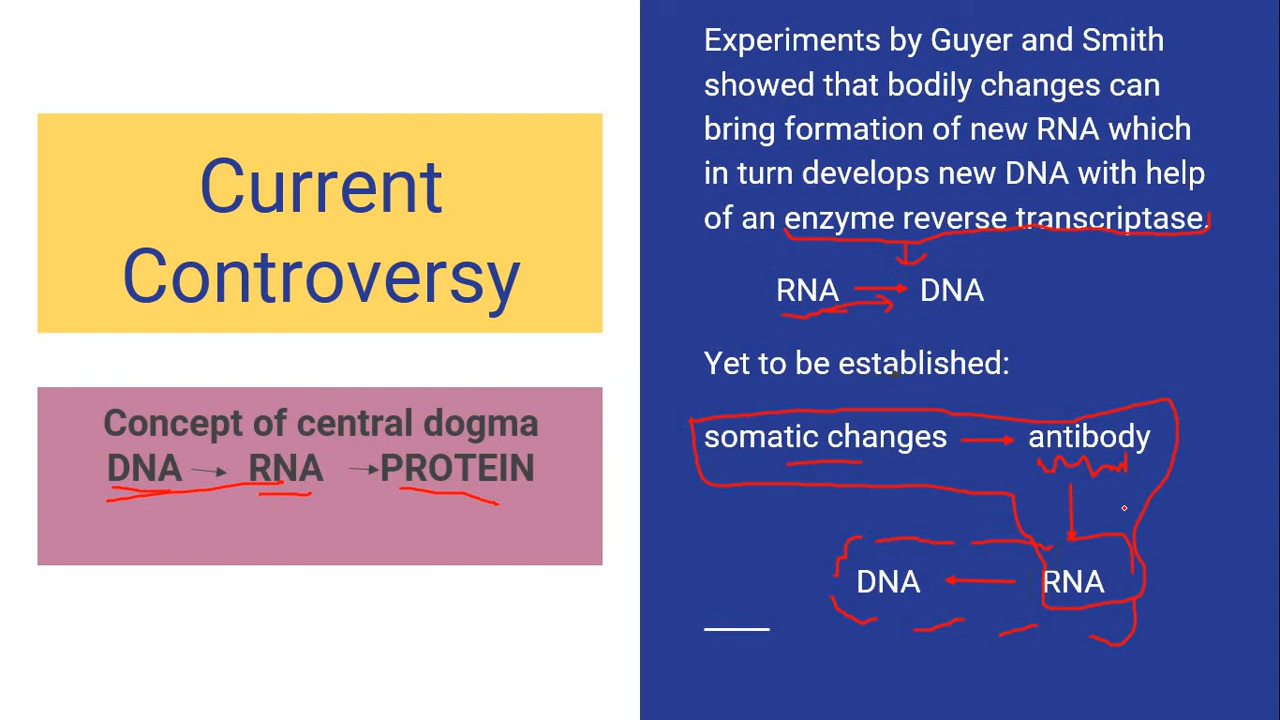 Current
Controversy
Concept of central dogma
DNA → RNA → PROTEIN
Experiments by Guyer and Smith
showed that bodily changes can
bring formation of new RNA which
in turn develops new DNA with help
of an enzyme reverse transcriptase.
RNA → DNA
Yet to be established:
somatic changes → antibody
DNA ← RNA